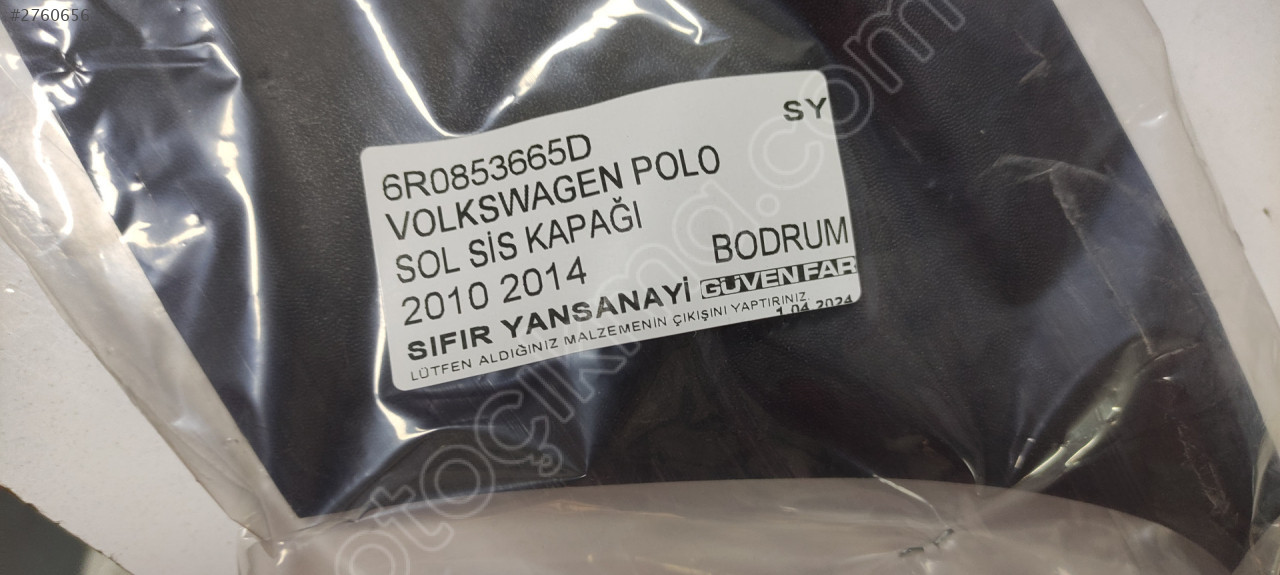 #2760656
SY
6R0853665D
VOLKSWAGEN POLO
SOL SİS KAPAĞI
BODRUM
2010 2014
SIFIR YANSANAYİ GÜVEN FAR
LÜTFEN ALDIĞINIZ MALZEMENİN ÇIKIŞINI YAPTIRINIZ.
1.04.2024
otoçıkma.com